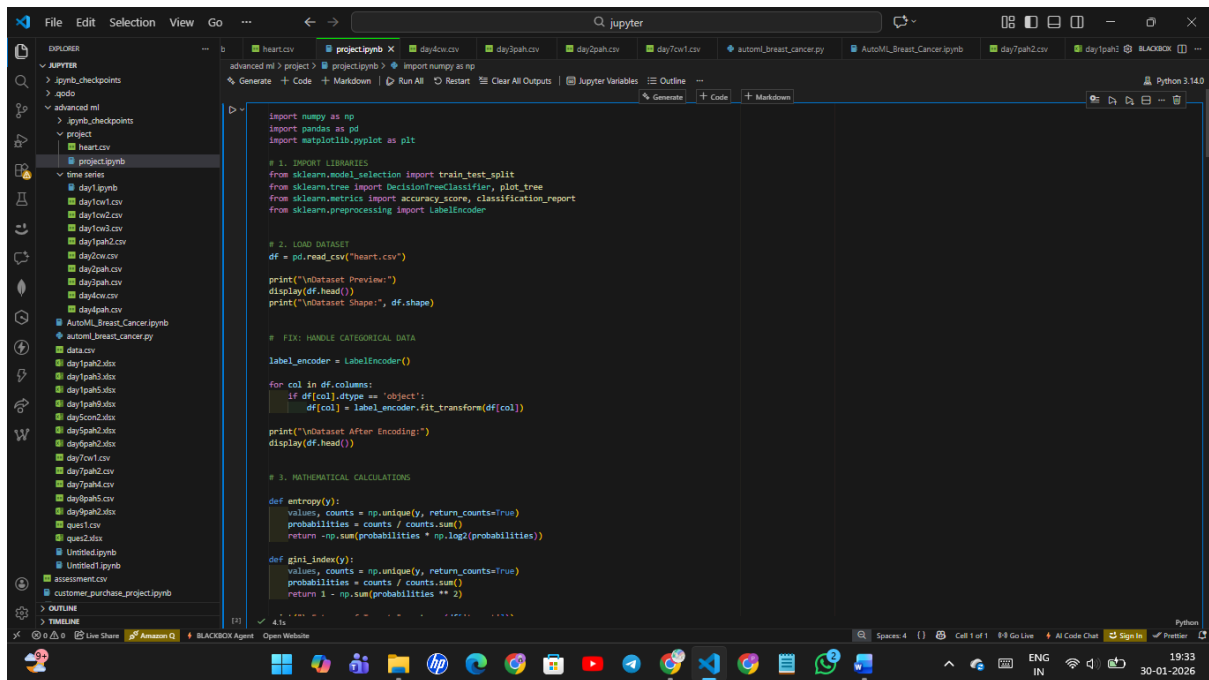 File Edit Selection View Go ··· jupyter
EXPLORER ···
JUPYTER
.ipynb_checkpoints
.qodo
advanced ml
.ipynb_checkpoints
project
heart.csv
project.ipynb
time series
day1.ipynb
day1cw1.csv
day1cw2.csv
day1cw3.csv
day1pah2.csv
day2cw.csv
day2pah.csv
day3pah.csv
day4cw.csv
day4pah.csv
AutoML_Breast_Cancer.ipynb
automl_breast_cancer.py
data.csv
day1pah2.xlsx
day1pah3.xlsx
day1pah5.xlsx
day1pah9.xlsx
day5con2.xlsx
day5pah2.xlsx
day6pah2.xlsx
day7cw1.csv
day7pah2.csv
day7pah4.csv
day8pah5.csv
day9pah2.xlsx
ques1.csv
ques2.xlsx
Untitled.ipynb
Untitled1.ipynb
assessment.csv
customer_purchase_project.ipynb
OUTLINE
TIMELINE
b heart.csv project.ipynb day4cw.csv day3pah.csv day2pah.csv day7cw1.csv automl_breast_cancer.py AutoML_Breast_Cancer.ipynb day7pah2.csv day1pah3 BLACKBOX ···
advanced ml > project > project.ipynb > import numpy as np
Generate + Code + Markdown Run All Restart Clear All Outputs Jupyter Variables Outline ··· Python 3.14.0
Generate + Code + Markdown
import numpy as np
import pandas as pd
import matplotlib.pyplot as plt
# 1. IMPORT LIBRARIES
from sklearn.model_selection import train_test_split
from sklearn.tree import DecisionTreeClassifier, plot_tree
from sklearn.metrics import accuracy_score, classification_report
from sklearn.preprocessing import LabelEncoder
# 2. LOAD DATASET
df = pd.read_csv("heart.csv")
print("\nDataset Preview:")
display(df.head())
print("\nDataset Shape:", df.shape)
# FIX: HANDLE CATEGORICAL DATA
label_encoder = LabelEncoder()
for col in df.columns:
if df[col].dtype == 'object':
df[col] = label_encoder.fit_transform(df[col])
print("\nDataset After Encoding:")
display(df.head())
# 3. MATHEMATICAL CALCULATIONS
def entropy(y):
values, counts = np.unique(y, return_counts=True)
probabilities = counts / counts.sum()
return -np.sum(probabilities * np.log2(probabilities))
def gini_index(y):
values, counts = np.unique(y, return_counts=True)
probabilities = counts / counts.sum()
return 1 - np.sum(probabilities ** 2)
4.1s Python
0 0 Live Share Amazon Q BLACKBOX Agent Open Website Spaces: 4 {} Cell 1 of 1 Go Live AI Code Chat Sign In Prettier
9+ 2 ENG IN 19:33 30-01-2026